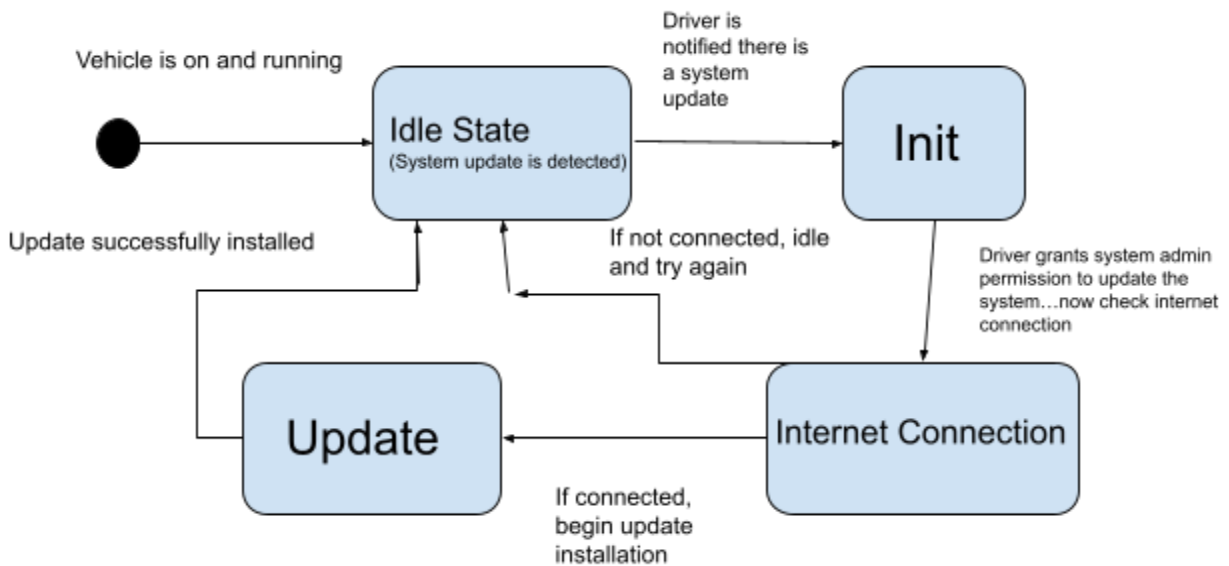 Vehicle is on and running
Driver is
notified there is
a system
update
Idle State
(System update is detected)
Init
Update successfully installed
If not connected, idle
and try again
Driver grants system admin
permission to update the
system...now check internet
connection
Update
Internet Connection
If connected,
begin update
installation